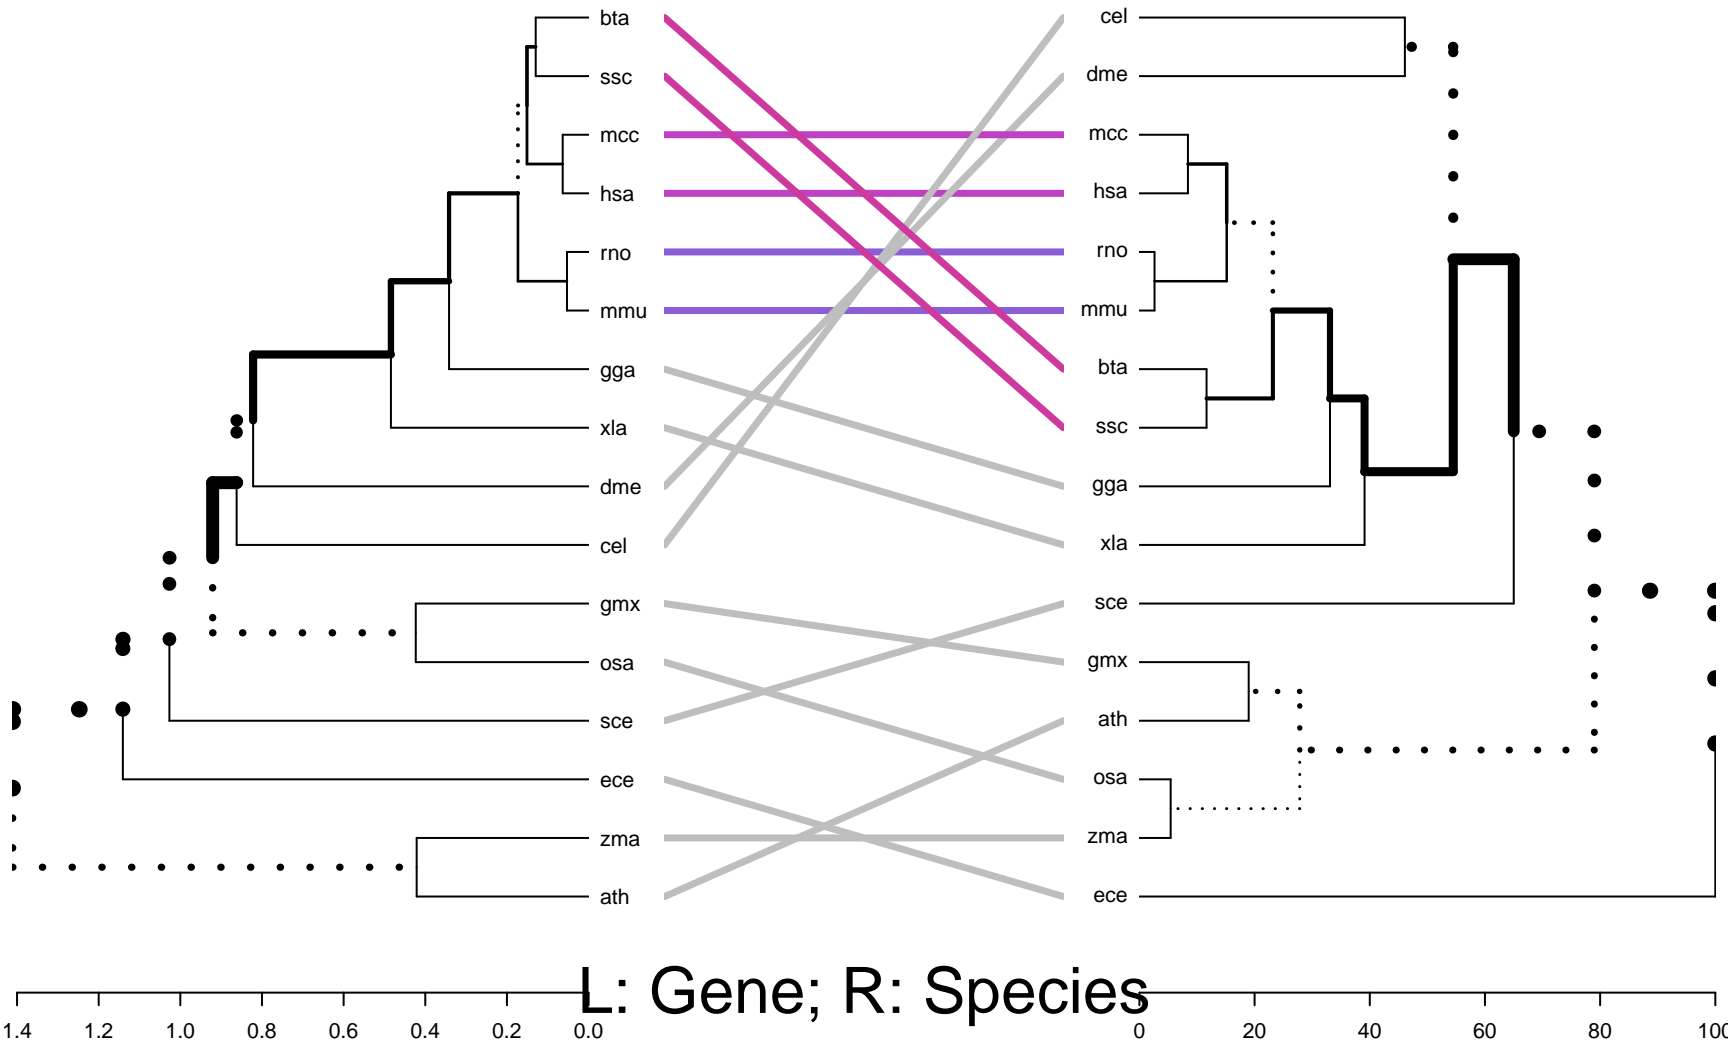 bta
ssc
mcc
hsa
rno
mmu
gga
xla
dme
cel
gmx
osa
sce
ece
zma
ath
cel
dme
mcc
hsa
rno
mmu
bta
ssc
gga
xla
sce
gmx
ath
osa
zma
ece
L: Gene; R: Species
1.4 1.2 1.0 0.8 0.6 0.4 0.2 0.0
0 20 40 60 80 100